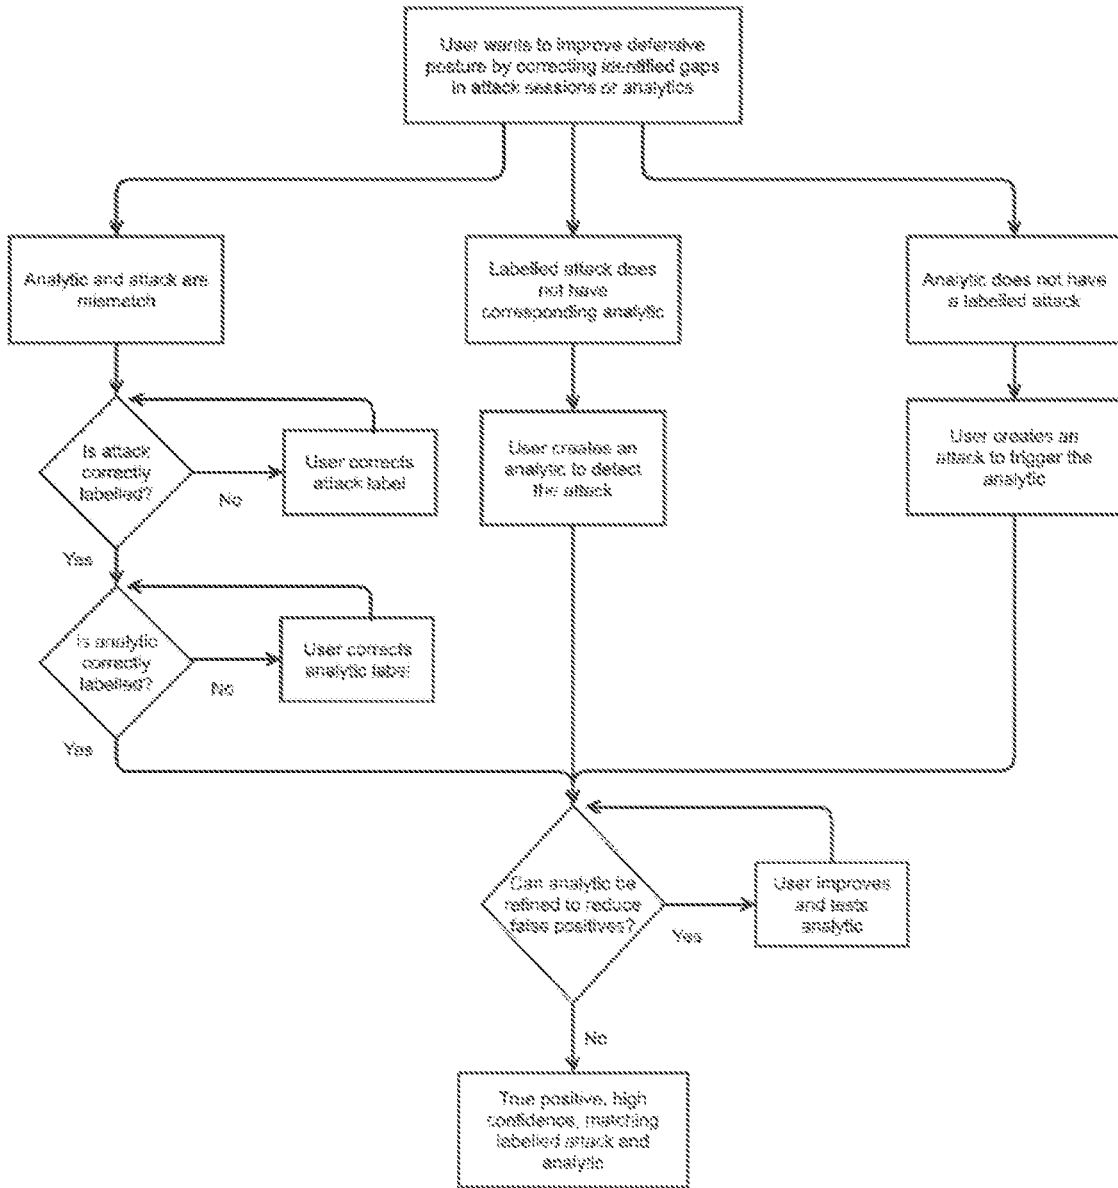 User wants to improve defensive
posture by correcting identified gaps
in attack sessions or analytics
Analytic and attack are
mismatch
Labelled attack does
not have
corresponding analytic
Analytic does not have
a labelled attack
Is attack
correctly
labelled?
No
User corrects
attack label
User creates an
analytic to detect
the attack
User creates an
attack to trigger the
analytic
Yes
Is analytic
correctly
labelled?
No
User corrects
analytic label
Yes
Can analytic be
refined to reduce
false positives?
Yes
User improves
and tests
analytic
No
True positive, high
confidence, matching
labelled attack and
analytic